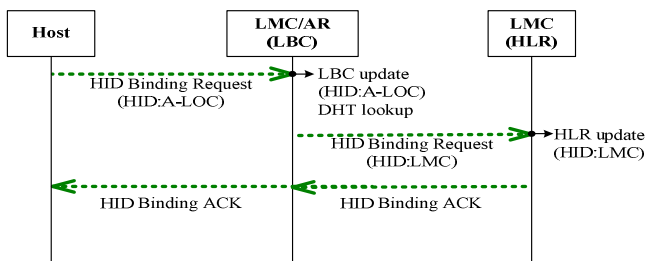 Host
LMC/AR
(LBC)
LMC
(HLR)
HID Binding Request
(HID:A-LOC)
LBC update
(HID:A-LOC)
DHT lookup
HID Binding Request
(HID:LMC)
HLR update
(HID:LMC)
HID Binding ACK
HID Binding ACK